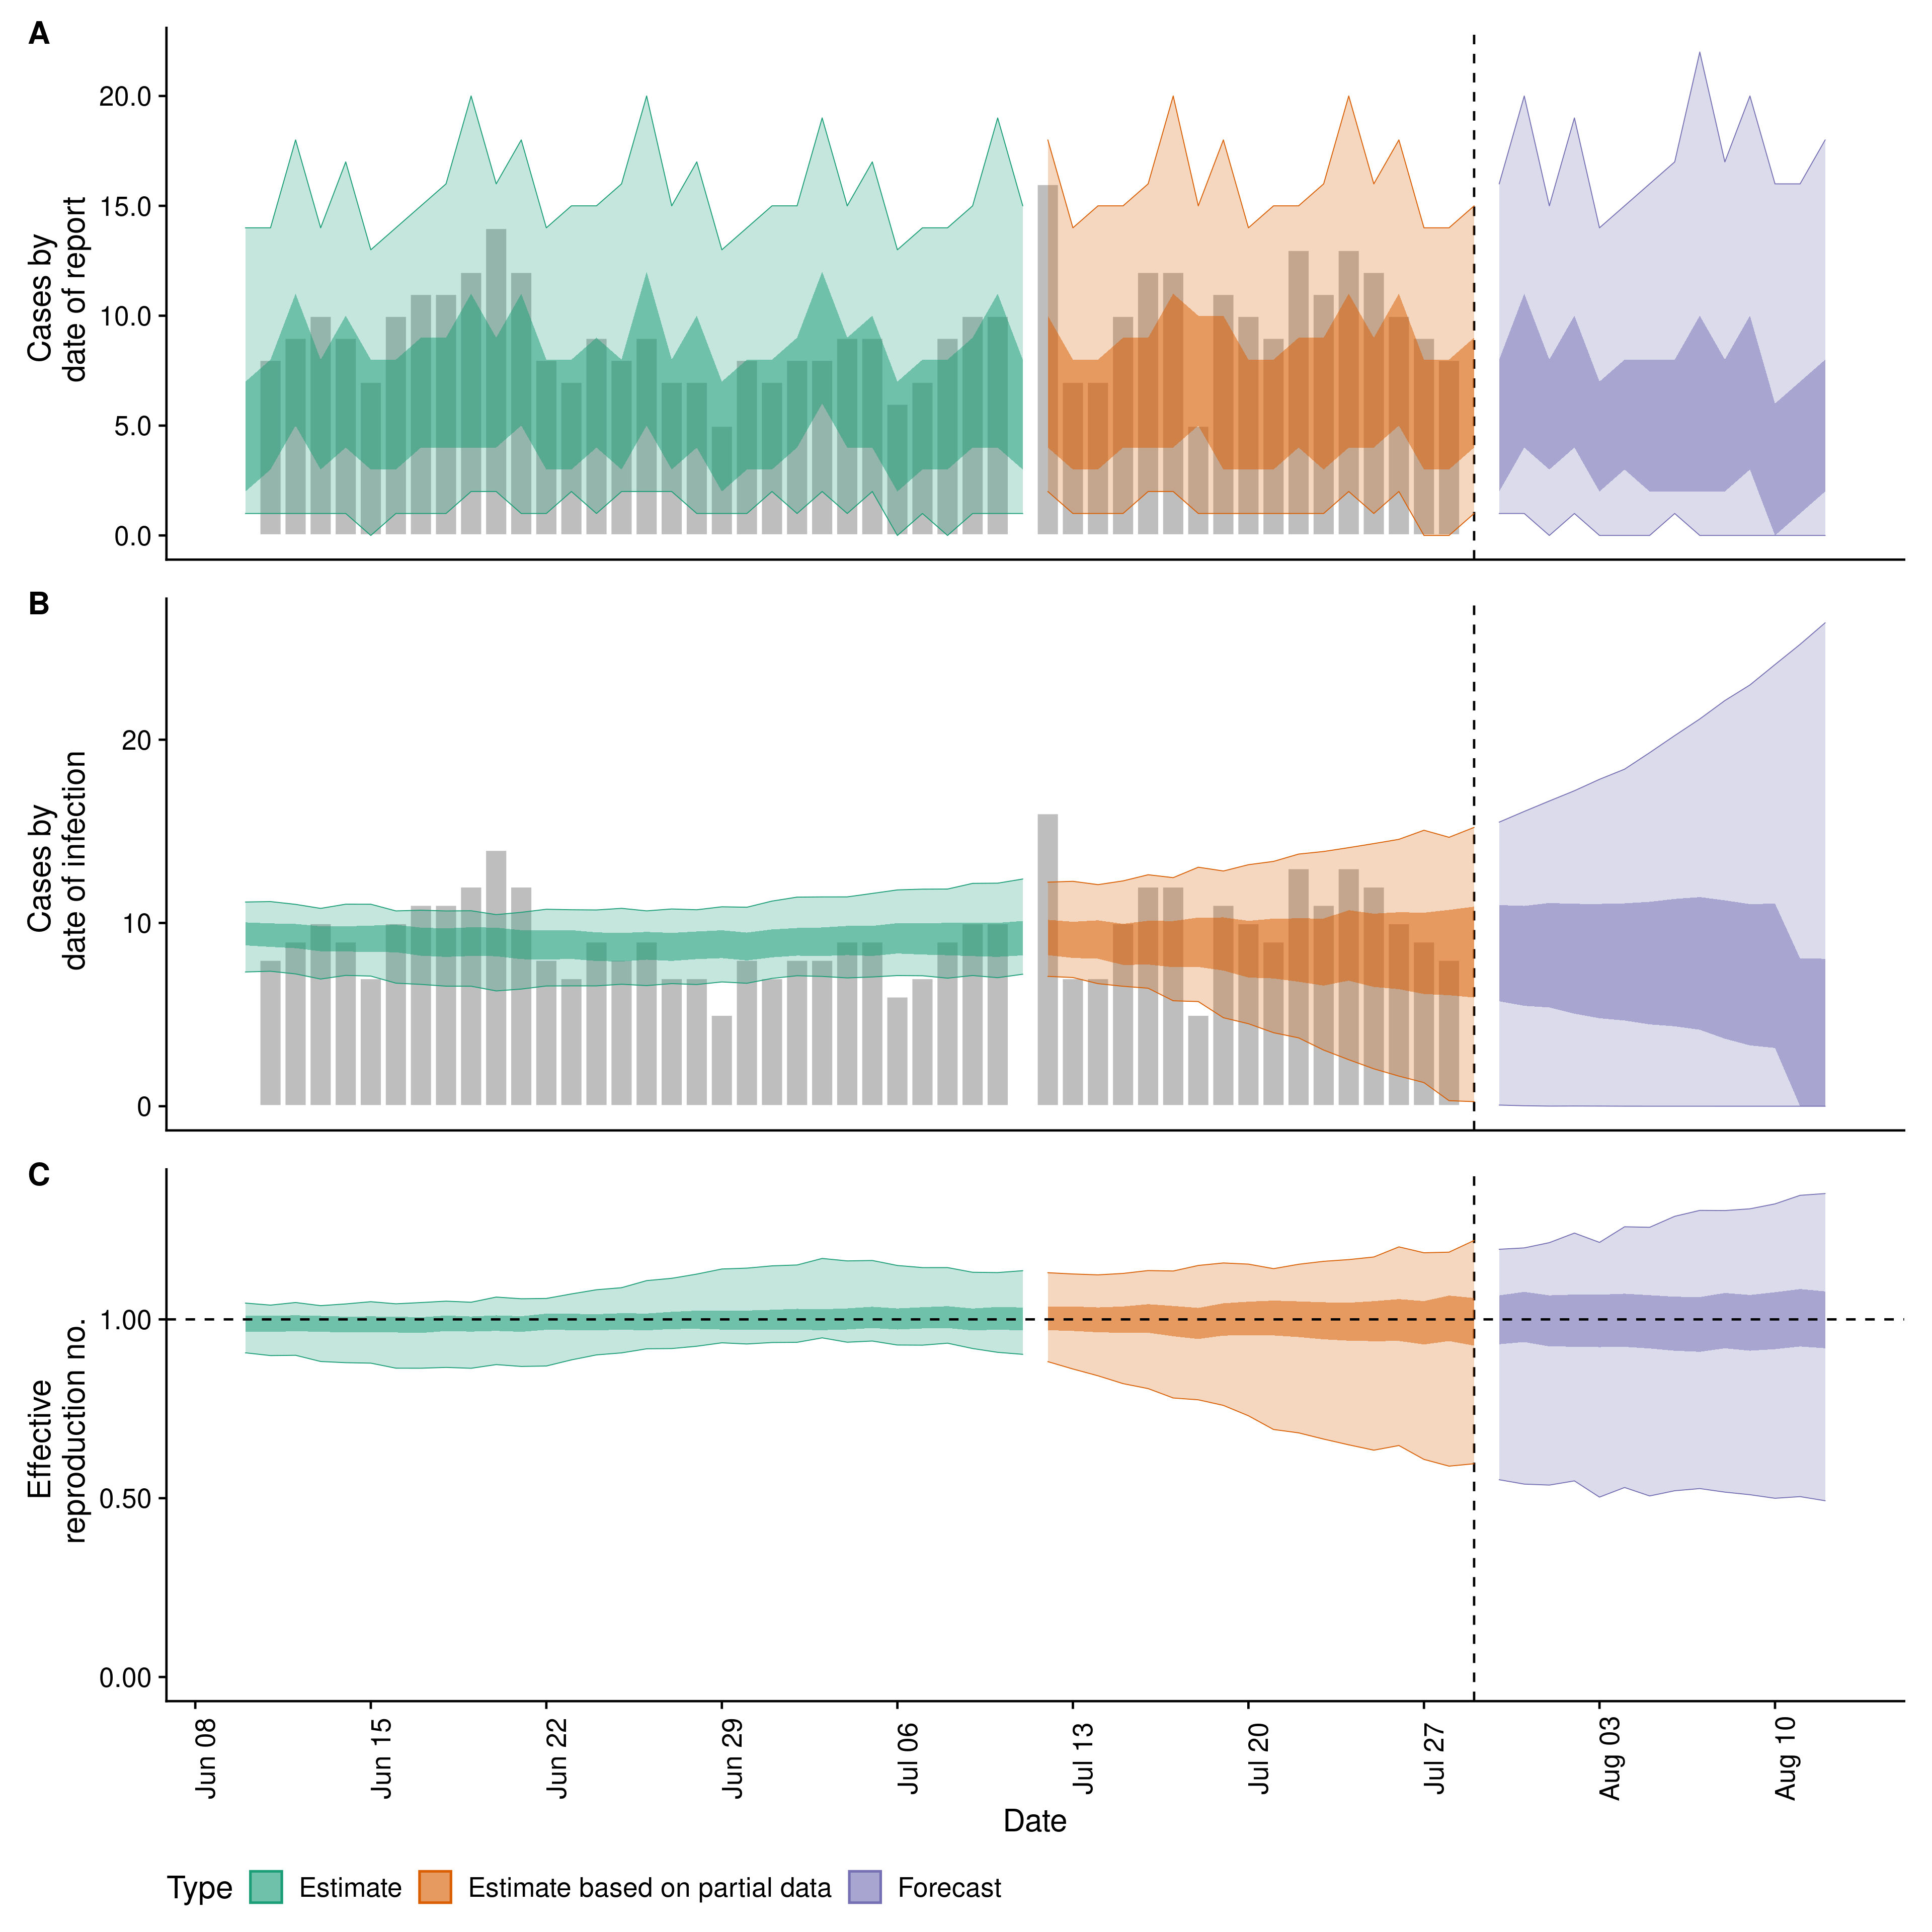 A
Cases by
date of report
20.0
15.0
10.0
5.0
0.0
B
Cases by
date of infection
20
10
0
C
Effective
reproduction no.
1.00
0.50
0.00
Jun 08
Jun 15
Jun 22
Jun 29
Jul 06
Jul 13
Jul 20
Jul 27
Aug 03
Aug 10
Date
Type Estimate Estimate based on partial data Forecast